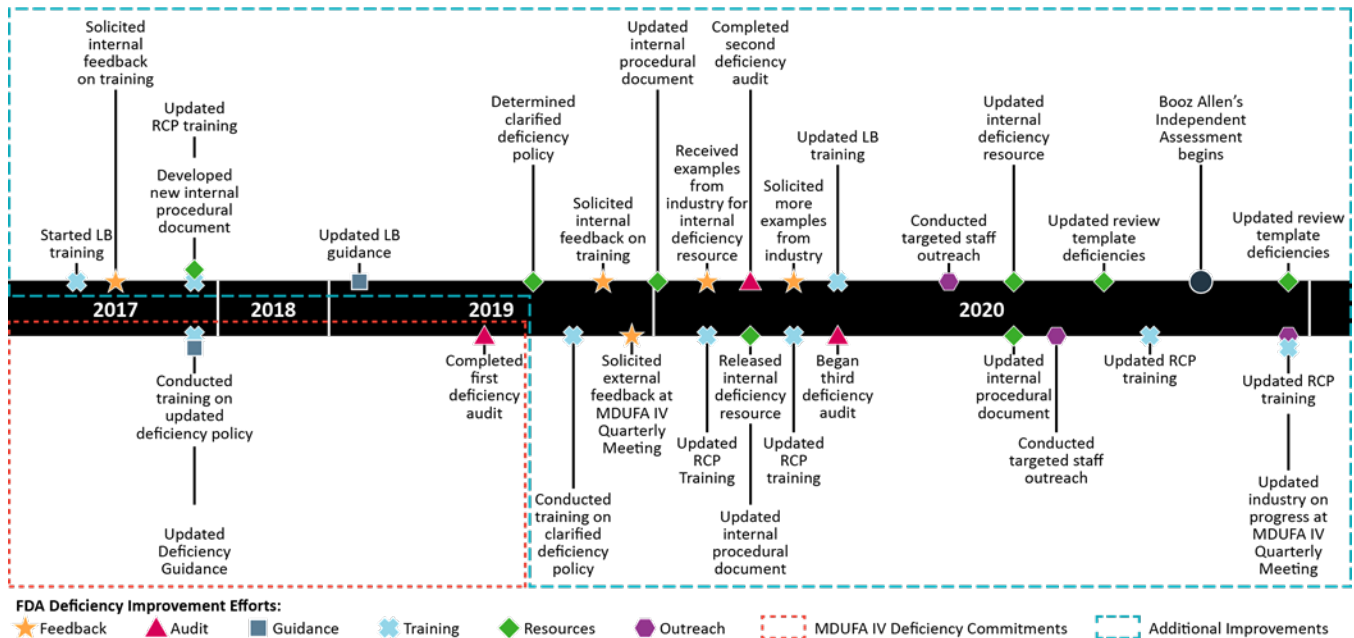 Solicited
internal
feedback
on training
Updated
RCP training
Developed
new internal
procedural
document
Started LB
training
Updated LB
guidance
Determined
clarified
deficiency
policy
Solicited
internal
feedback on
training
Updated
internal
procedural
document
Received
examples
from
industry for
internal
deficiency
resource
Completed
second
deficiency
audit
Solicited
more
examples
from
industry
Updated LB
training
Conducted
targeted staff
outreach
Updated
internal
deficiency
resource
Updated review
template
deficiencies
Booz Allen's
Independent
Assessment
begins
Updated review
template
deficiencies
2017
2018
2019
2020
Conducted
training on
updated
deficiency policy
Updated
Deficiency
Guidance
Completed
first
deficiency
audit
Conducted
training on
clarified
deficiency
policy
Solicited
external
feedback at
MDUFA IV
Quarterly
Meeting
Updated
RCP
Training
Released
internal
deficiency
resource
Updated
internal
procedural
document
Updated
RCP
training
Began
third
deficiency
audit
Updated
internal
procedural
document
Conducted
targeted staff
outreach
Updated RCP
training
Updated RCP
training
Updated
industry on
progress at
MDUFA IV
Quarterly
Meeting
FDA Deficiency Improvement Efforts:
Feedback
Audit
Guidance
Training
Resources
Outreach
MDUFA IV Deficiency Commitments
Additional Improvements